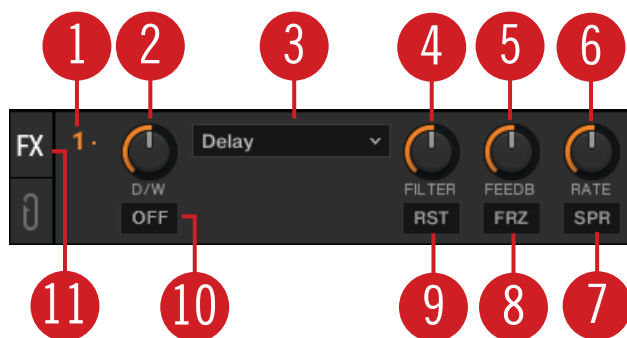 1 2 3 4 5 6
FX 1 Delay
D/W FILTER FEEDB RATE
OFF RST FRZ SPR
11 10 9 8 7